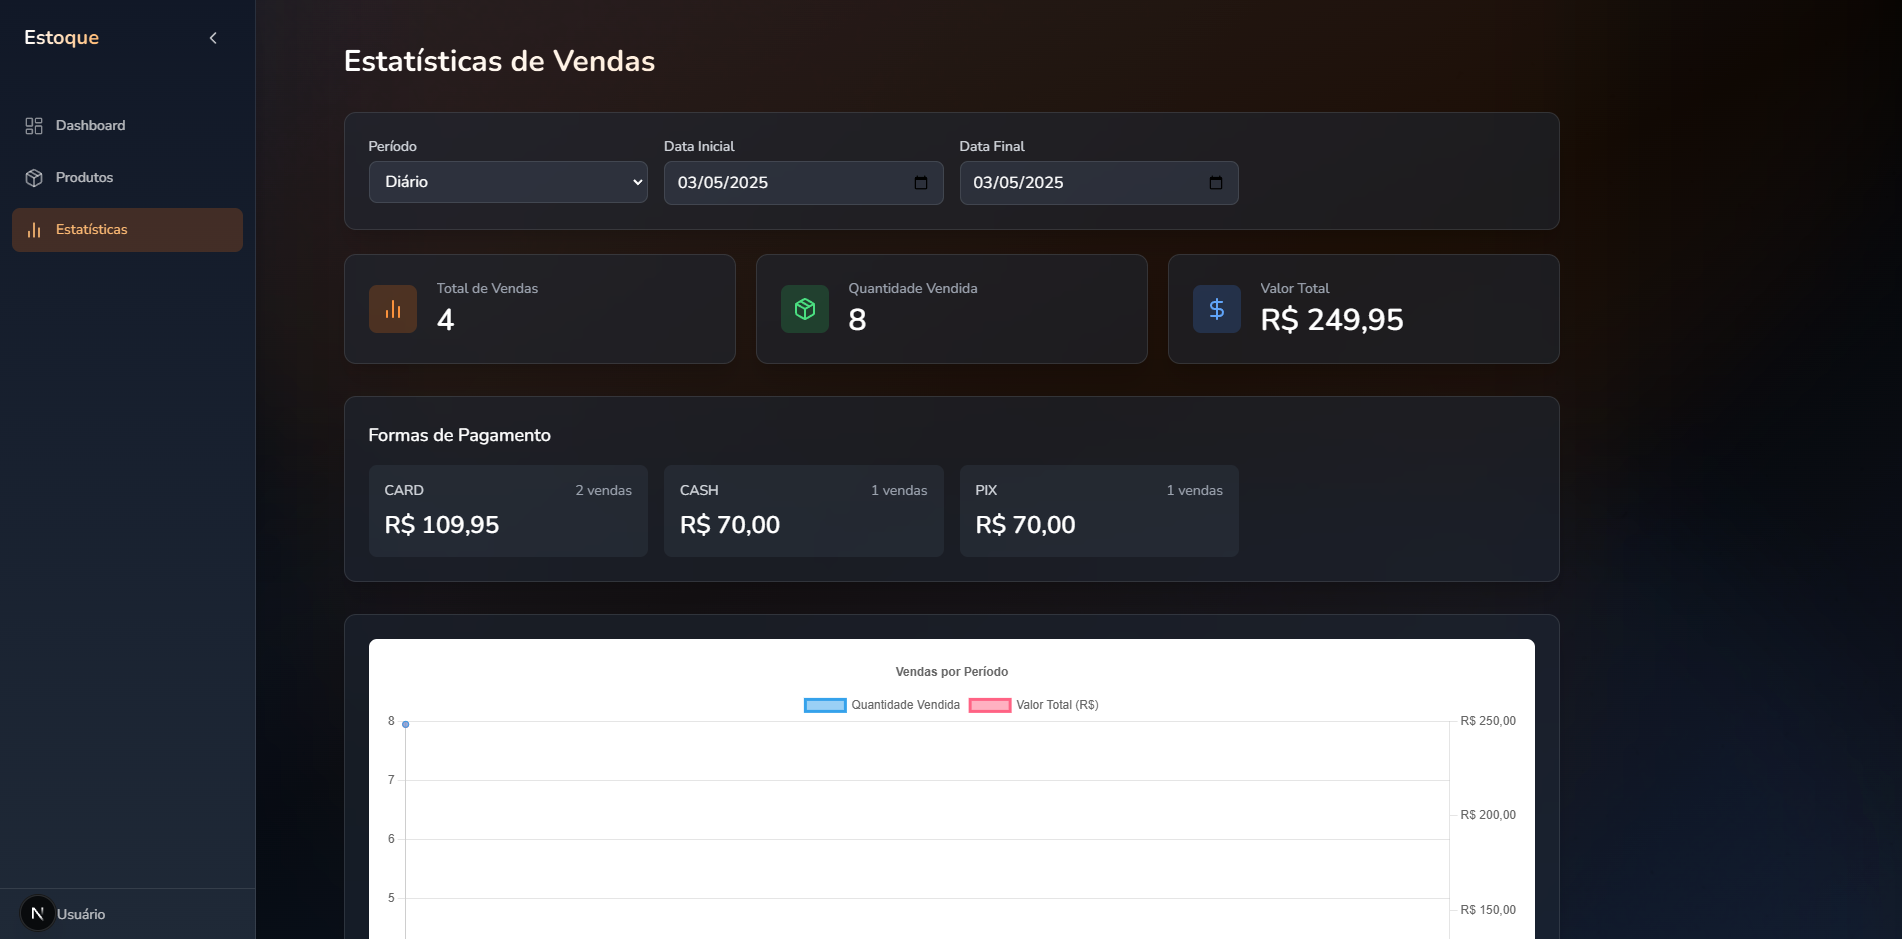 Estoque
Dashboard
Produtos
Estatísticas
N
Usuário
Estatísticas de Vendas
Período
Diário
Data Inicial
03/05/2025
Data Final
03/05/2025
Total de Vendas
4
Quantidade Vendida
8
Valor Total
R$ 249,95
Formas de Pagamento
CARD 2 vendas
R$ 109,95
CASH 1 vendas
R$ 70,00
PIX 1 vendas
R$ 70,00
Vendas por Período
Quantidade Vendida Valor Total (R$)
8 R$ 250,00
7
R$ 200,00
6
5
R$ 150,00